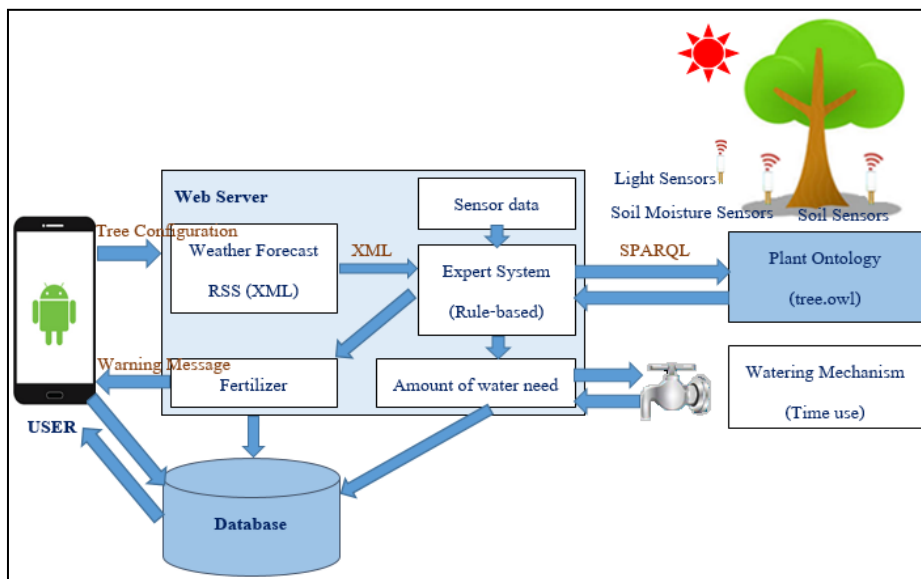 Web Server
Sensor data
Light Sensors
Soil Moisture Sensors
Soil Sensors
Tree Configuration
Weather Forecast
RSS (XML)
XML
Expert System
(Rule-based)
SPARQL
Plant Ontology
(tree.owl)
Warning Message
Fertilizer
Amount of water need
Watering Mechanism
(Time use)
USER
Database